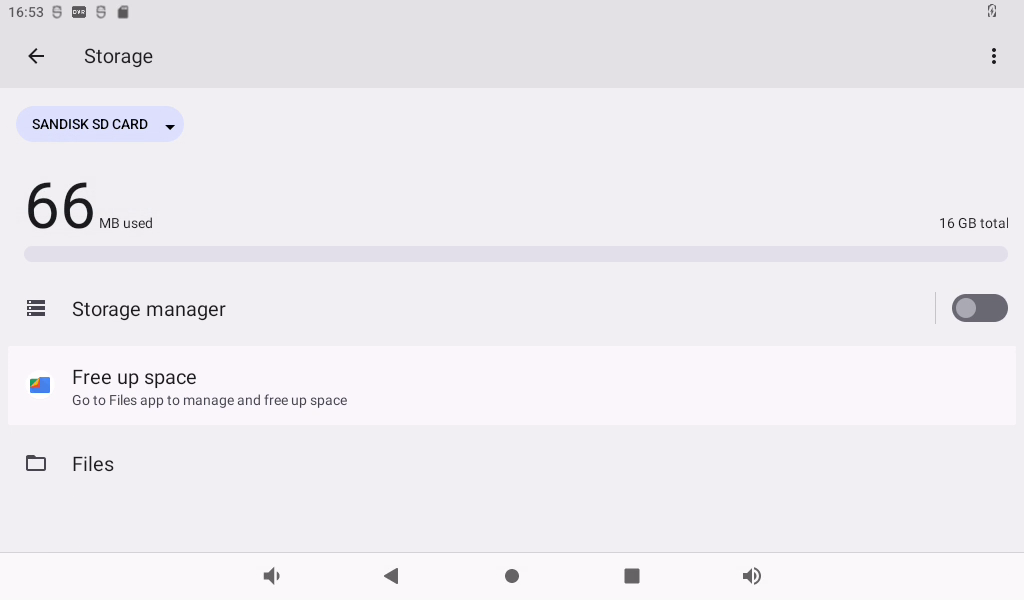 16:53
DVR
Storage
SANDISK SD CARD
66 MB used
16 GB total
Storage manager
Free up space
Go to Files app to manage and free up space
Files